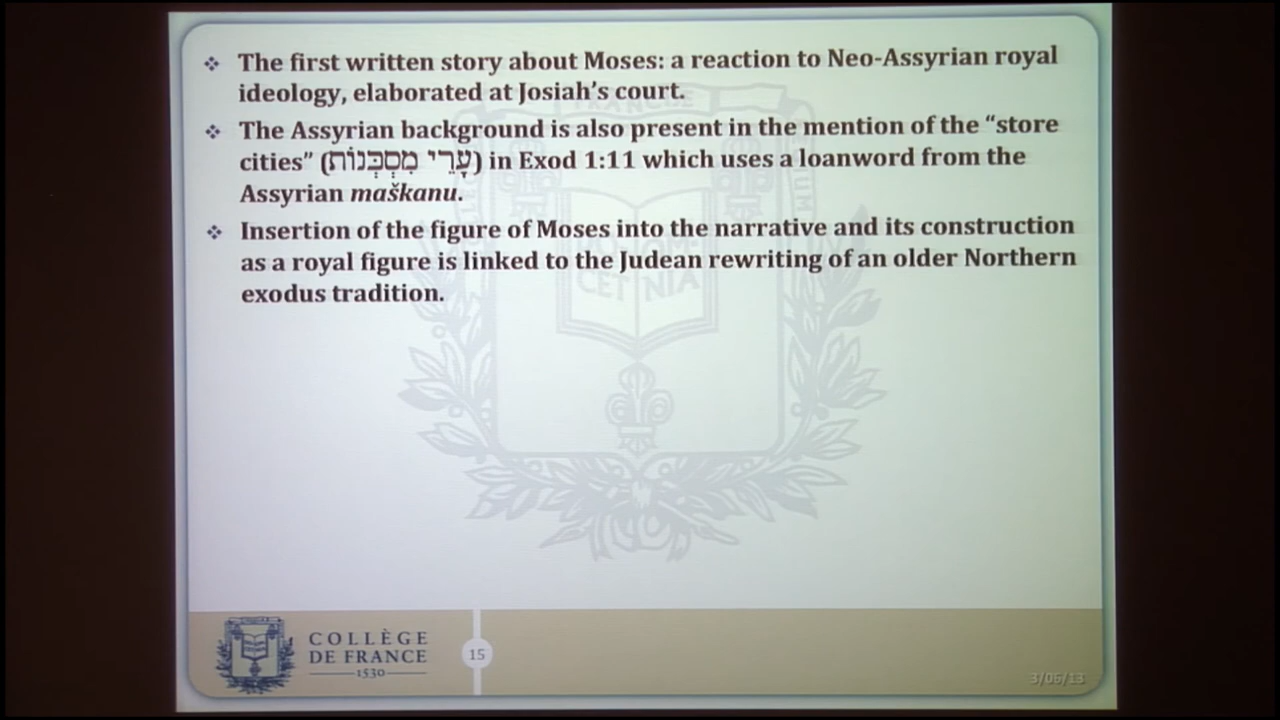 ❖ The first written story about Moses: a reaction to Neo-Assyrian royal
ideology, elaborated at Josiah’s court.
❖ The Assyrian background is also present in the mention of the “store
cities” (עָרֵי מִסְכְּנוֹת) in Exod 1:11 which uses a loanword from the
Assyrian maškanu.
❖ Insertion of the figure of Moses into the narrative and its construction
as a royal figure is linked to the Judean rewriting of an older Northern
exodus tradition.
COLLÈGE
DE FRANCE
1530
15
3/06/13